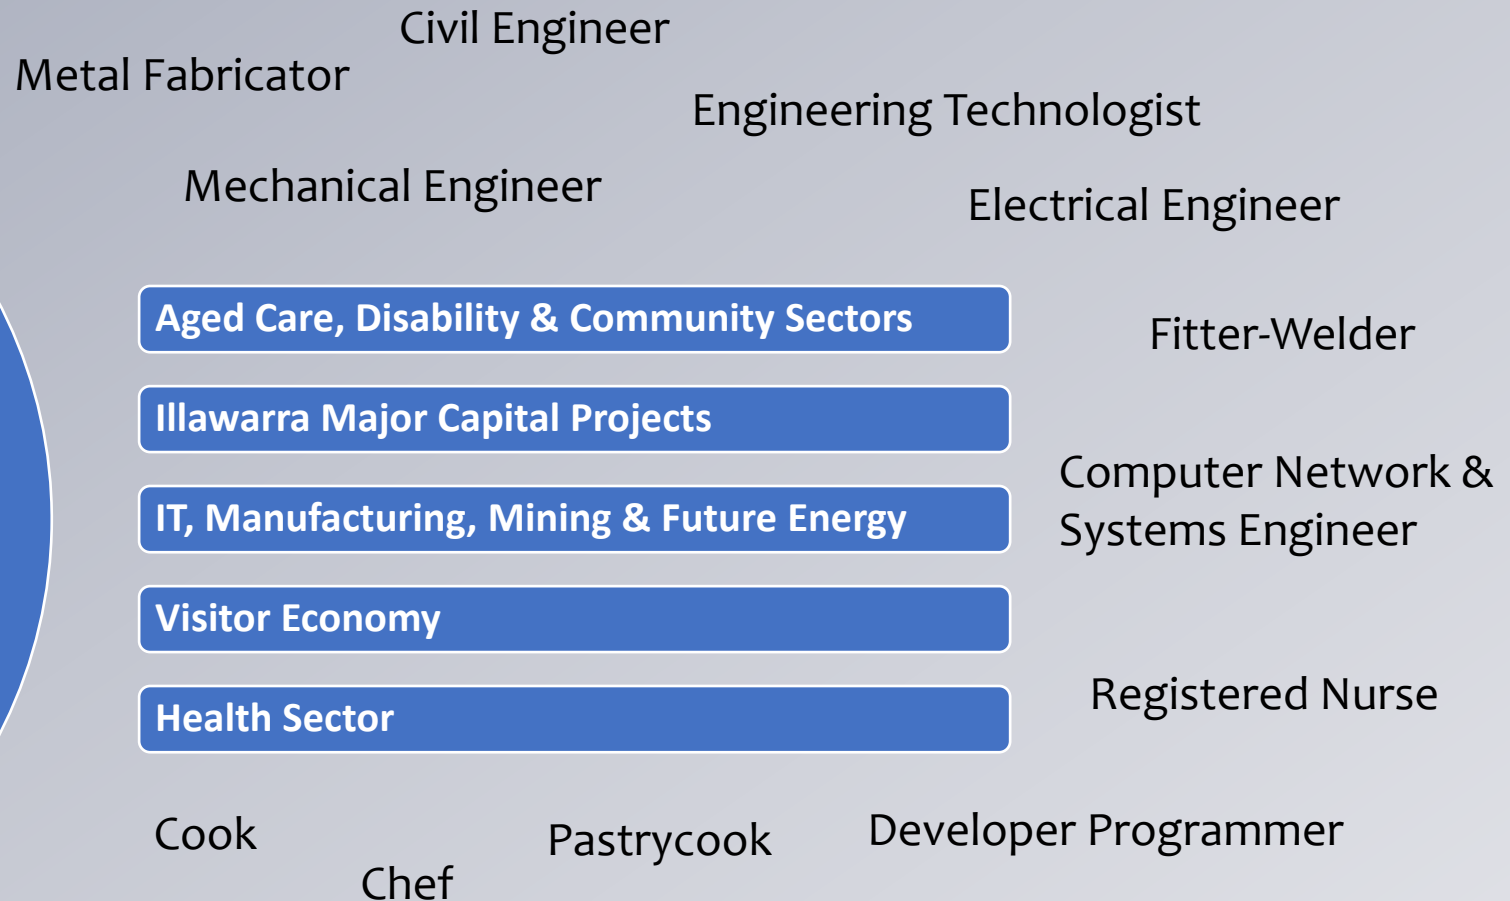 Civil Engineer
Metal Fabricator
Engineering Technologist
Mechanical Engineer
Electrical Engineer
Aged Care, Disability & Community Sectors
Illawarra Major Capital Projects
IT, Manufacturing, Mining & Future Energy
Visitor Economy
Health Sector
Fitter-Welder
Computer Network &
Systems Engineer
Registered Nurse
Cook
Chef
Pastrycook
Developer Programmer